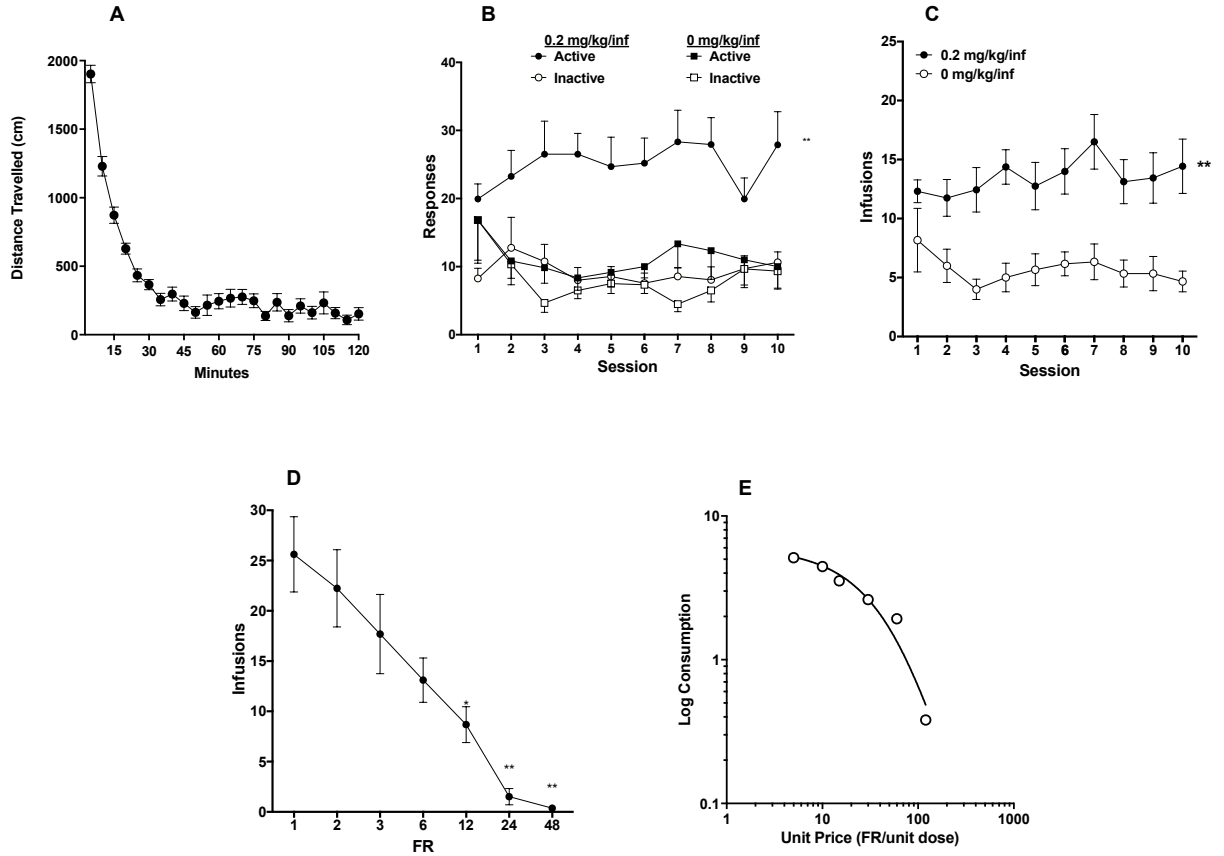 A
Distance Travelled (cm)
2000
1500
1000
500
0
15 30 45 60 75 90 105 120
Minutes
B
0.2 mg/kg/inf 0 mg/kg/inf
Active Active
Inactive Inactive
Responses
40
30
20
10
0
**
1 2 3 4 5 6 7 8 9 10
Session
C
0.2 mg/kg/inf
0 mg/kg/inf
Infusions
25
20
15
10
5
0
**
1 2 3 4 5 6 7 8 9 10
Session
D
Infusions
30
25
20
15
10
5
0
*
**
**
1 2 3 6 12 24 48
FR
E
Log Consumption
10
1
0.1
1 10 100 1000
Unit Price (FR/unit dose)